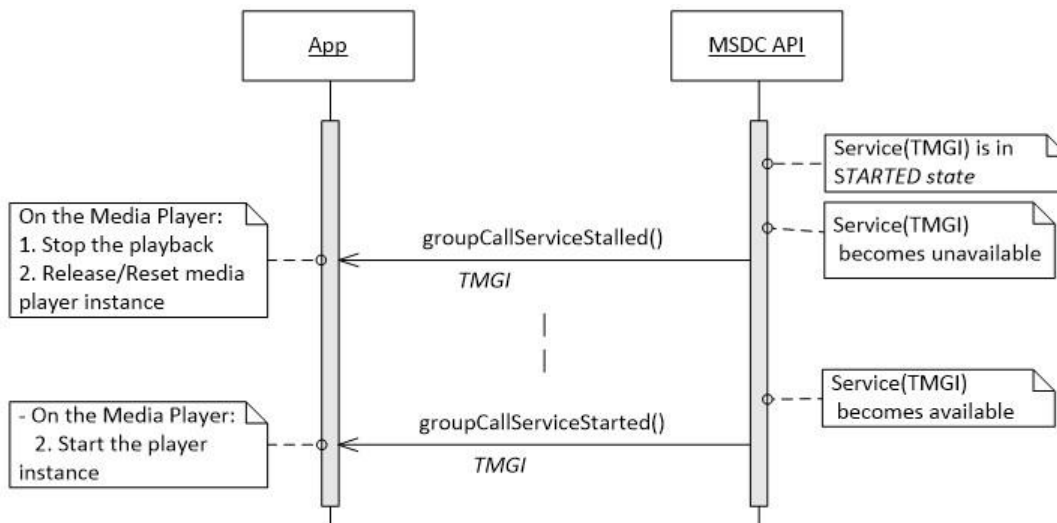 App
MSDC API
Service(TMGI) is in
STARTED state
On the Media Player:
1. Stop the playback
2. Release/Reset media
player instance
groupCallServiceStalled()
TMGI
Service(TMGI)
becomes unavailable
Service(TMGI)
becomes available
- On the Media Player:
2. Start the player
instance
groupCallServiceStarted()
TMGI